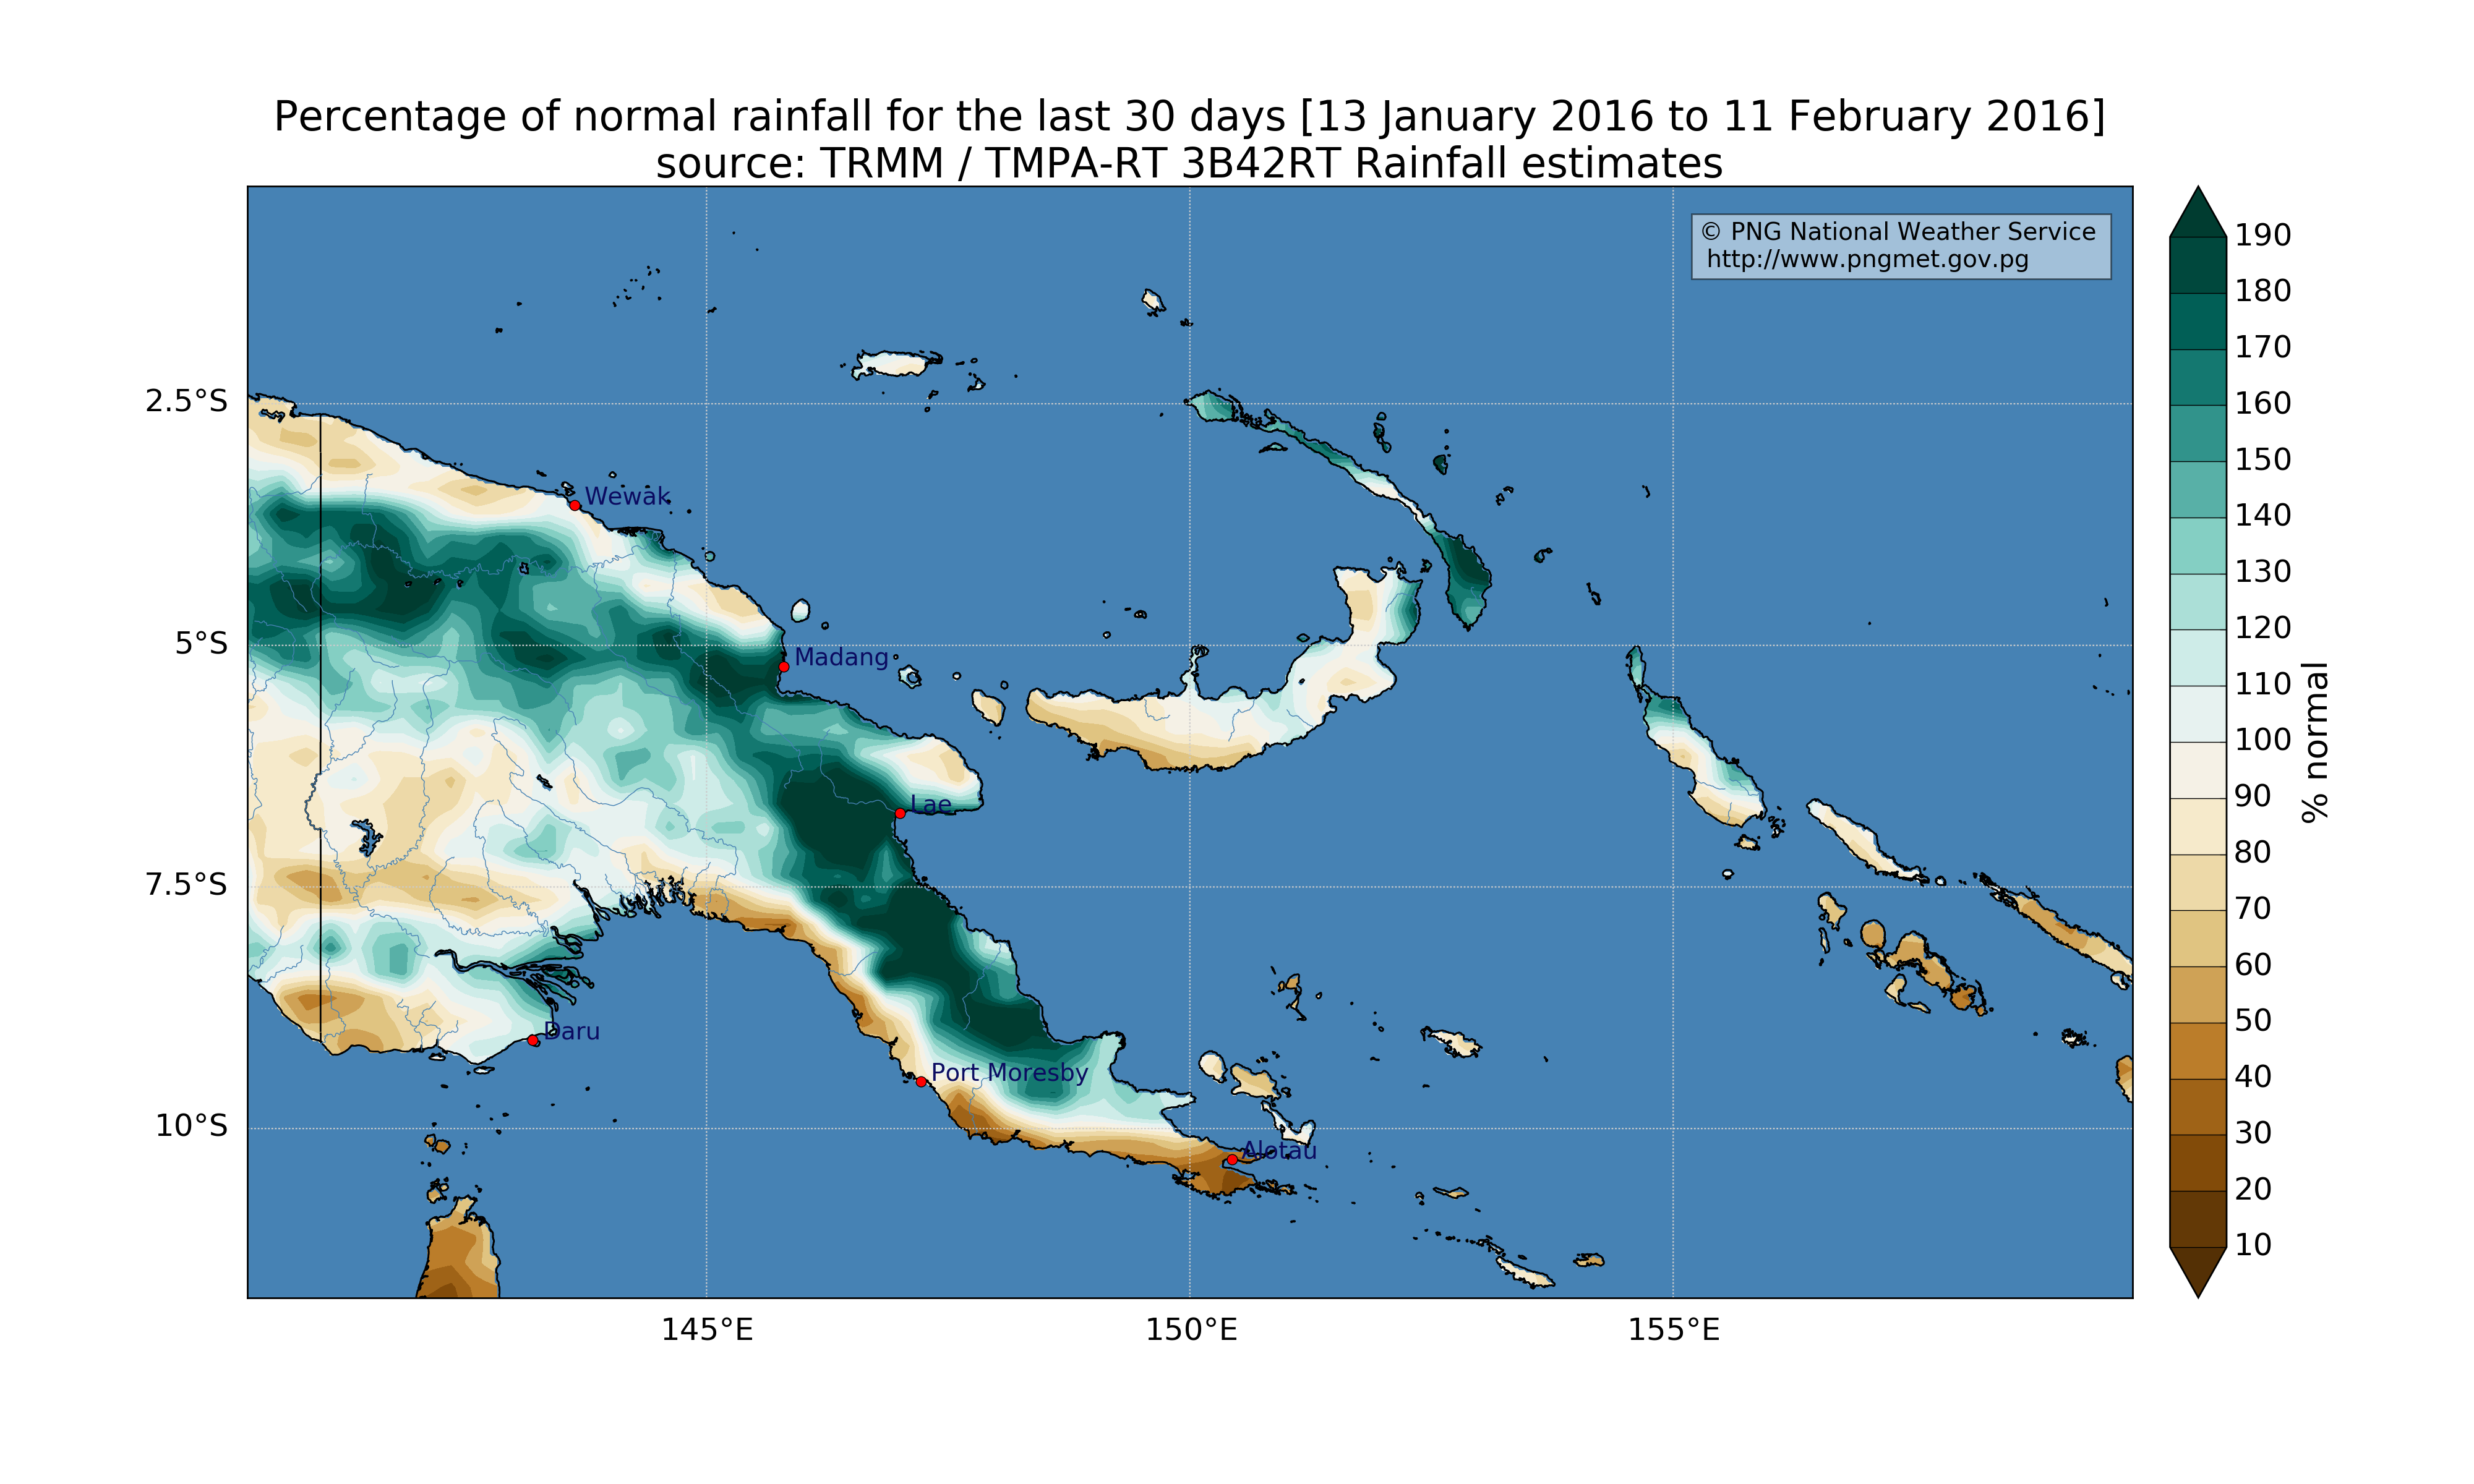 Percentage of normal rainfall for the last 30 days [13 January 2016 to 11 February 2016]
source: TRMM / TMPA-RT 3B42RT Rainfall estimates
© PNG National Weather Service
http://www.pngmet.gov.pg
2.5°S
5°S
7.5°S
10°S
Wewak
Madang
Lae
Daru
Port Moresby
Alotau
145°E
150°E
155°E
190
180
170
160
150
140
130
120
110
100
90
80
70
60
50
40
30
20
10
% normal